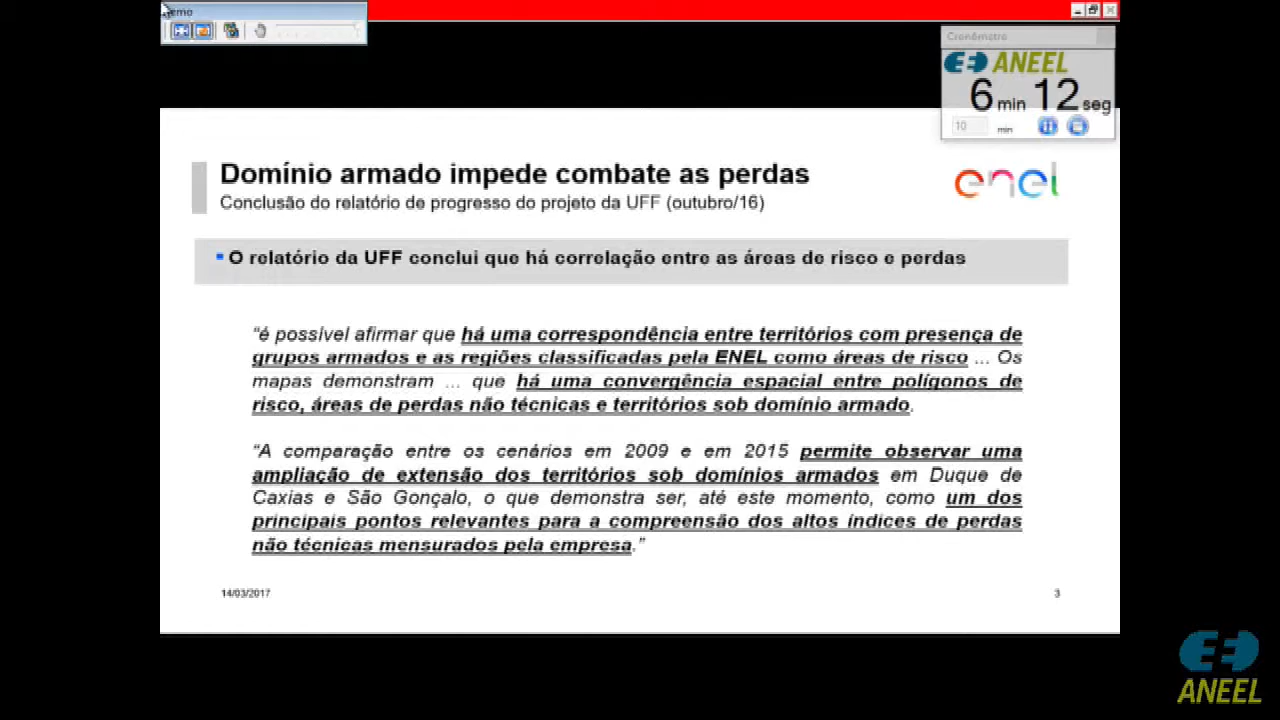 emo
Cronômetro
ANEEL
6 min 12 seg
10 min
Domínio armado impede combate as perdas
Conclusão do relatório de progresso do projeto da UFF (outubro/16)
enel
O relatório da UFF conclui que há correlação entre as áreas de risco e perdas
“é possível afirmar que há uma correspondência entre territórios com presença de
grupos armados e as regiões classificadas pela ENEL como áreas de risco ... Os
mapas demonstram ... que há uma convergência espacial entre polígonos de
risco, áreas de perdas não técnicas e territórios sob domínio armado.
“A comparação entre os cenários em 2009 e em 2015 permite observar uma
ampliação de extensão dos territórios sob domínios armados em Duque de
Caxias e São Gonçalo, o que demonstra ser, até este momento, como um dos
principais pontos relevantes para a compreensão dos altos índices de perdas
não técnicas mensurados pela empresa.”
14/03/2017
3
ANEEL